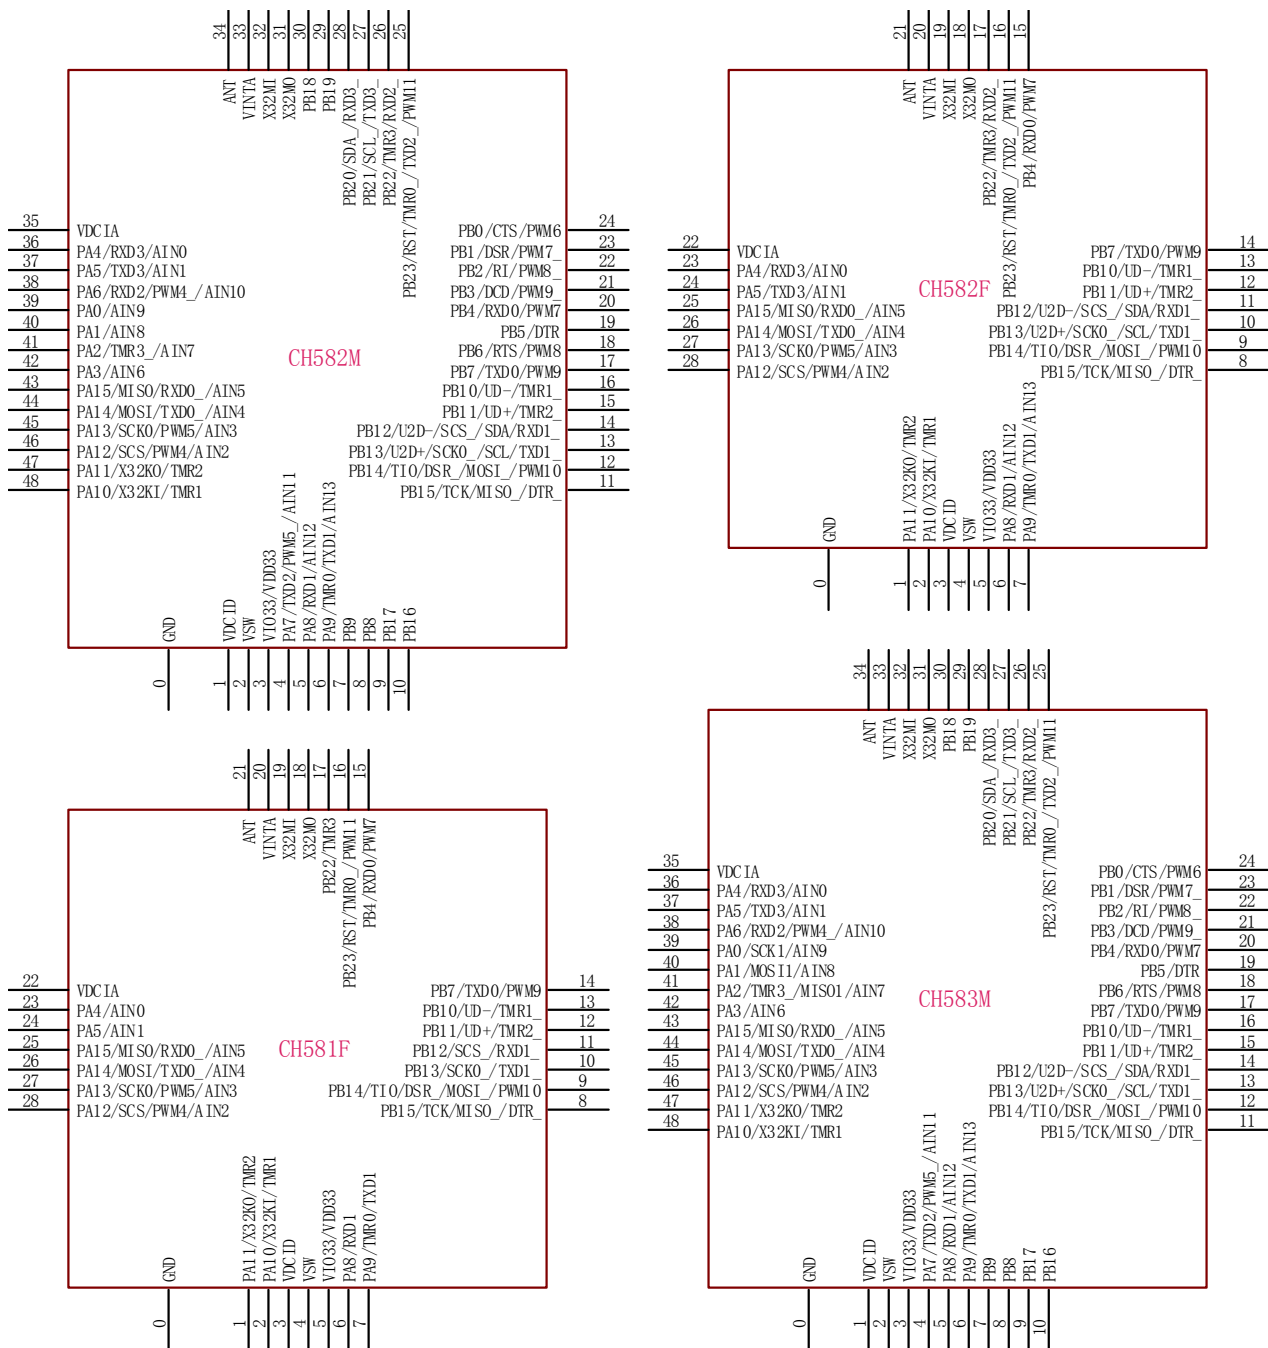 34 33 32 31 30 29 28 27 26 25
ANT
VINTA
X32MI
X32MO
PB18
PB19
PB20/SDA_/RXD3_
PB21/SCL_/TXD3_
PB22/TMR3/RXD2_
PB23/RST/TMR0_/TXD2_/PWM11
35 VDCIA
36 PA4/RXD3/AIN0
37 PA5/TXD3/AIN1
38 PA6/RXD2/PWM4_/AIN10
39 PA0/AIN9
40 PA1/AIN8
41 PA2/TMR3_/AIN7
42 PA3/AIN6
43 PA15/MISO/RXD0_/AIN5
44 PA14/MOSI/TXD0_/AIN4
45 PA13/SCK0/PWM5/AIN3
46 PA12/SCS/PWM4/AIN2
47 PA11/X32KO/TMR2
48 PA10/X32KI/TMR1
CH582M
PB0/CTS/PWM6 24
PB1/DSR/PWM7_ 23
PB2/RI/PWM8_ 22
PB3/DCD/PWM9_ 21
PB4/RXD0/PWM7 20
PB5/DTR 19
PB6/RTS/PWM8 18
PB7/TXD0/PWM9 17
PB10/UD-/TMR1_ 16
PB11/UD+/TMR2_ 15
PB12/U2D-/SCS_/SDA/RXD1_ 14
PB13/U2D+/SCK0_/SCL/TXD1_ 13
PB14/TIO/DSR_/MOSI_/PWM10 12
PB15/TCK/MISO_/DTR_ 11
GND
VDCID
VSW
VIO33/VDD33
PA7/TXD2/PWM5_/AIN11
PA8/RXD1/AIN12
PA9/TMR0/TXD1/AIN13
PB9
PB8
PB17
PB16
0 1 2 3 4 5 6 7 8 9 10
21 20 19 18 17 16 15
ANT
VINTA
X32MI
X32MO
PB22/TMR3/RXD2_
PB23/RST/TMR0_/TXD2_/PWM11
PB4/RXD0/PWM7
22 VDCIA
23 PA4/RXD3/AIN0
24 PA5/TXD3/AIN1
25 PA15/MISO/RXD0_/AIN5
26 PA14/MOSI/TXD0_/AIN4
27 PA13/SCK0/PWM5/AIN3
28 PA12/SCS/PWM4/AIN2
CH582F
PB7/TXD0/PWM9 14
PB10/UD-/TMR1_ 13
PB11/UD+/TMR2_ 12
PB12/U2D-/SCS_/SDA/RXD1_ 11
PB13/U2D+/SCK0_/SCL/TXD1_ 10
PB14/TIO/DSR_/MOSI_/PWM10 9
PB15/TCK/MISO_/DTR_ 8
GND
PA11/X32KO/TMR2
PA10/X32KI/TMR1
VDCID
VSW
VIO33/VDD33
PA8/RXD1/AIN12
PA9/TMR0/TXD1/AIN13
0 1 2 3 4 5 6 7
21 20 19 18 17 16 15
ANT
VINTA
X32MI
X32MO
PB22/TMR3
PB23/RST/TMR0_/PWM11
PB4/RXD0/PWM7
22 VDCIA
23 PA4/AIN0
24 PA5/AIN1
25 PA15/MISO/RXD0_/AIN5
26 PA14/MOSI/TXD0_/AIN4
27 PA13/SCK0/PWM5/AIN3
28 PA12/SCS/PWM4/AIN2
CH581F
PB7/TXD0/PWM9 14
PB10/UD-/TMR1_ 13
PB11/UD+/TMR2_ 12
PB12/SCS_/RXD1_ 11
PB13/SCK0_/TXD1_ 10
PB14/TIO/DSR_/MOSI_/PWM10 9
PB15/TCK/MISO_/DTR_ 8
GND
PA11/X32KO/TMR2
PA10/X32KI/TMR1
VDCID
VSW
VIO33/VDD33
PA8/RXD1
PA9/TMR0/TXD1
0 1 2 3 4 5 6 7
34 33 32 31 30 29 28 27 26 25
ANT
VINTA
X32MI
X32MO
PB18
PB19
PB20/SDA_/RXD3_
PB21/SCL_/TXD3_
PB22/TMR3/RXD2_
PB23/RST/TMR0_/TXD2_/PWM11
35 VDCIA
36 PA4/RXD3/AIN0
37 PA5/TXD3/AIN1
38 PA6/RXD2/PWM4_/AIN10
39 PA0/SCK1/AIN9
40 PA1/MOSI1/AIN8
41 PA2/TMR3_/MISO1/AIN7
42 PA3/AIN6
43 PA15/MISO/RXD0_/AIN5
44 PA14/MOSI/TXD0_/AIN4
45 PA13/SCK0/PWM5/AIN3
46 PA12/SCS/PWM4/AIN2
47 PA11/X32KO/TMR2
48 PA10/X32KI/TMR1
CH583M
PB0/CTS/PWM6 24
PB1/DSR/PWM7_ 23
PB2/RI/PWM8_ 22
PB3/DCD/PWM9_ 21
PB4/RXD0/PWM7 20
PB5/DTR 19
PB6/RTS/PWM8 18
PB7/TXD0/PWM9 17
PB10/UD-/TMR1_ 16
PB11/UD+/TMR2_ 15
PB12/U2D-/SCS_/SDA/RXD1_ 14
PB13/U2D+/SCK0_/SCL/TXD1_ 13
PB14/TIO/DSR_/MOSI_/PWM10 12
PB15/TCK/MISO_/DTR_ 11
GND
VDCID
VSW
VIO33/VDD33
PA7/TXD2/PWM5_/AIN11
PA8/RXD1/AIN12
PA9/TMR0/TXD1/AIN13
PB9
PB8
PB17
PB16
0 1 2 3 4 5 6 7 8 9 10